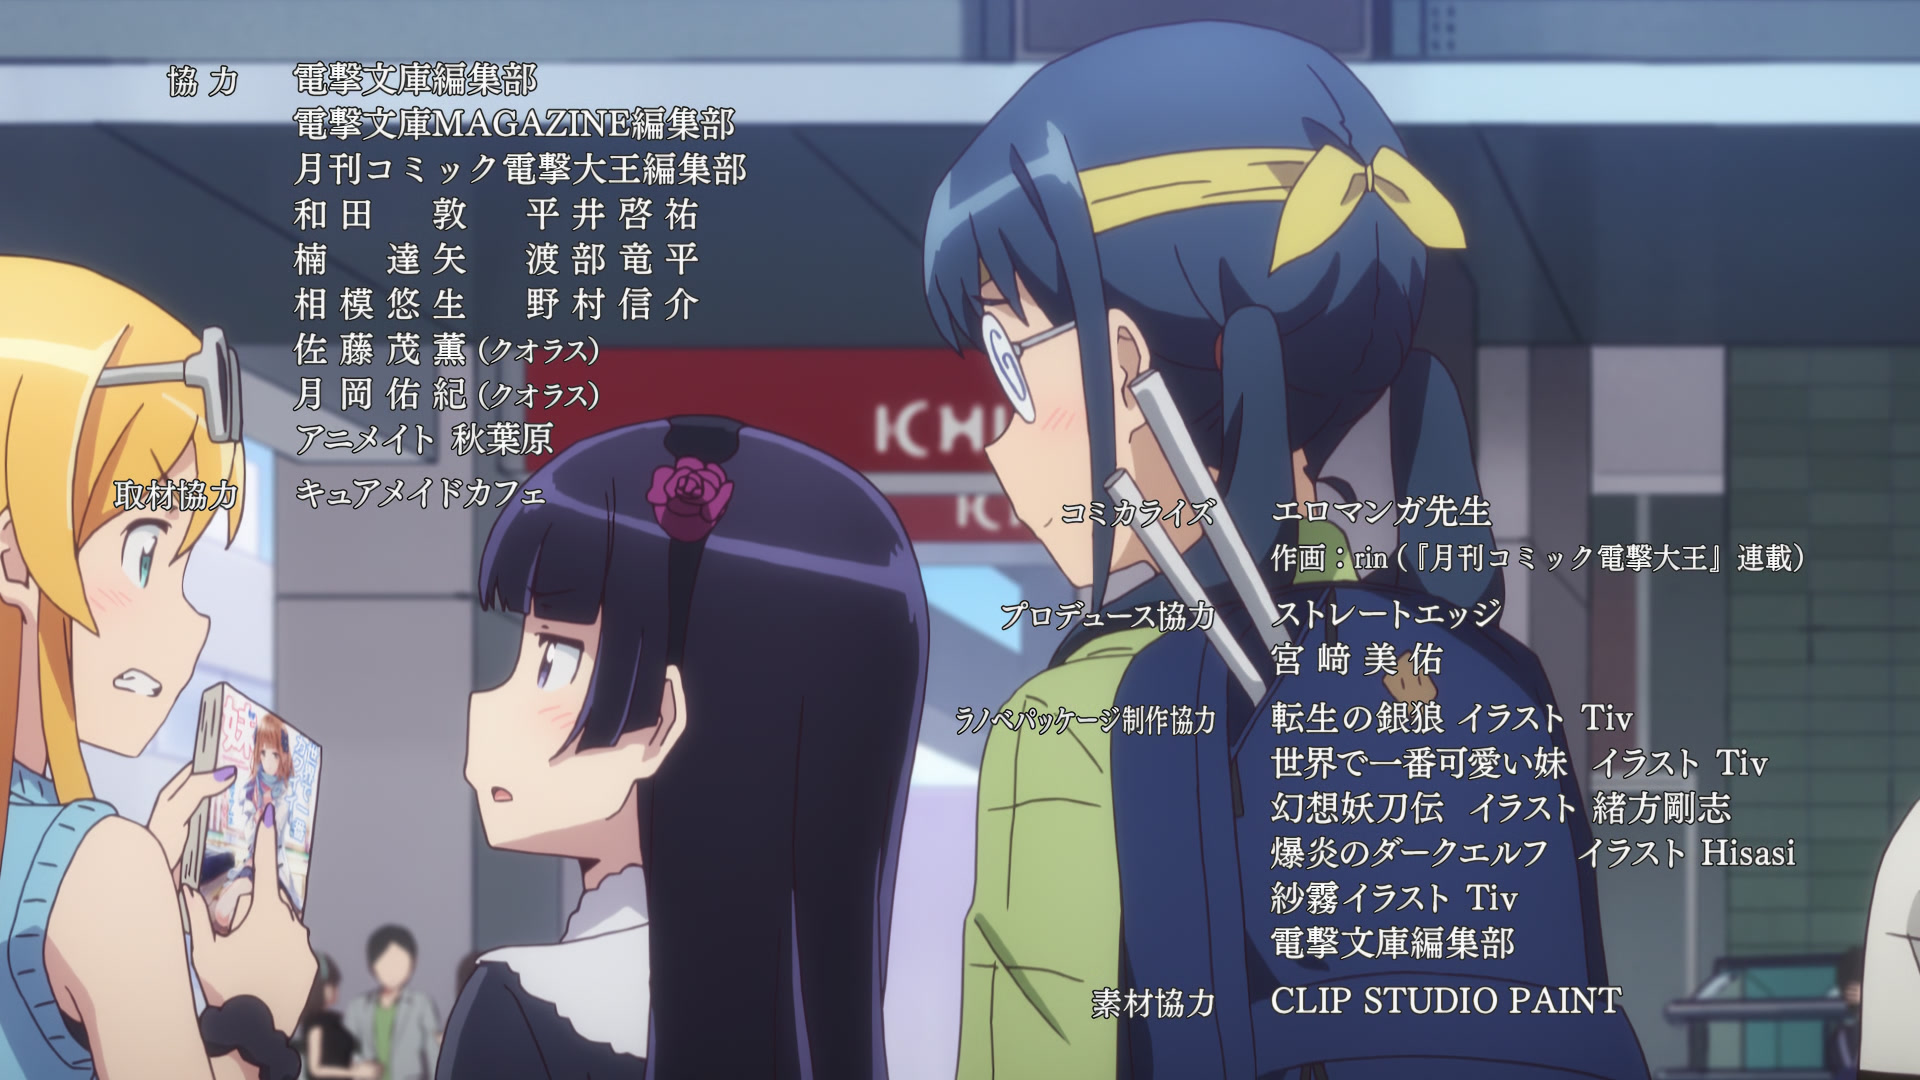 協力 電撃文庫編集部
電撃文庫MAGAZINE編集部
月刊コミック電撃大王編集部
和田 敦 平井啓祐
楠 達矢 渡部竜平
相模悠生 野村信介
佐藤茂薫(クオラス)
月岡佑紀(クオラス)
アニメイト 秋葉原
取材協力 キュアメイドカフェ
ICHI
コミカライズ エロマンガ先生
作画：rin(『月刊コミック電撃大王』連載)
プロデュース協力 ストレートエッジ
宮﨑美佑
ラノベパッケージ制作協力 転生の銀狼 イラスト Tiv
世界で一番可愛い妹 イラスト Tiv
幻想妖刀伝 イラスト 緒方剛志
爆炎のダークエルフ イラスト Hisasi
紗霧イラスト Tiv
電撃文庫編集部
素材協力 CLIP STUDIO PAINT